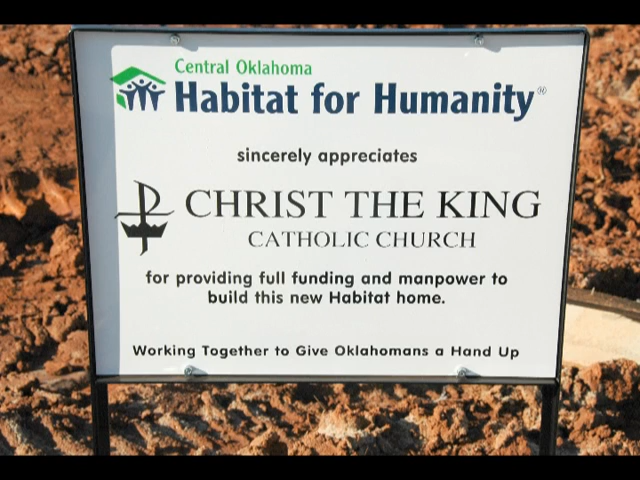 Central Oklahoma
Habitat for Humanity®
sincerely appreciates
CHRIST THE KING
CATHOLIC CHURCH
for providing full funding and manpower to
build this new Habitat home.
Working Together to Give Oklahomans a Hand Up